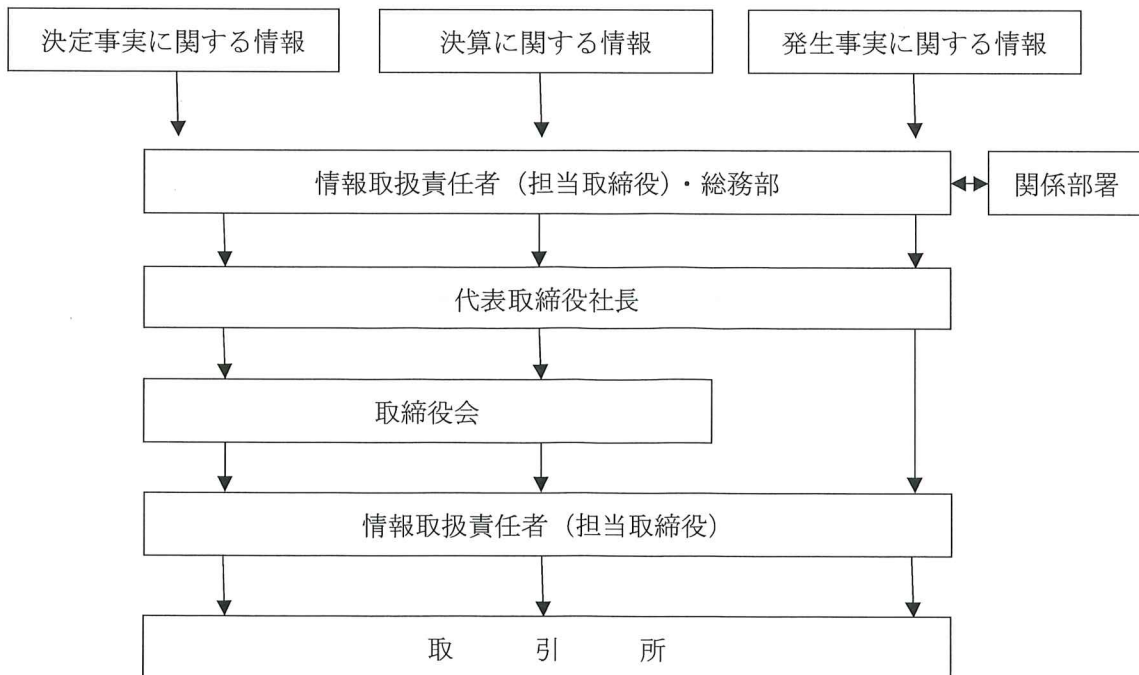 決定事実に関する情報
決算に関する情報
発生事実に関する情報
情報取扱責任者（担当取締役）・総務部
関係部署
代表取締役社長
取締役会
情報取扱責任者（担当取締役）
取 引 所